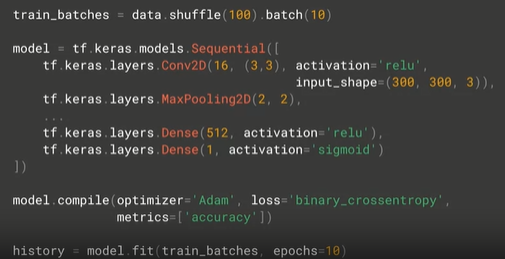 train_batches = data.shuffle(100).batch(10)
model = tf.keras.models.Sequential([
tf.keras.layers.Conv2D(16, (3,3), activation='relu',
input_shape=(300, 300, 3)),
tf.keras.layers.MaxPooling2D(2, 2),
...
tf.keras.layers.Dense(512, activation='relu'),
tf.keras.layers.Dense(1, activation='sigmoid')
])
model.compile(optimizer='Adam', loss='binary_crossentropy',
metrics=['accuracy'])
history = model.fit(train_batches, epochs=10)